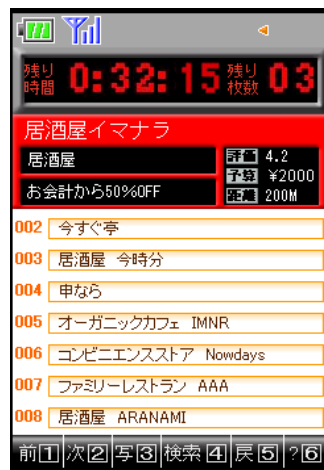 残り時間 0:32:15 残り枚数 03
居酒屋イマナラ
居酒屋
評価 4.2
予算 ¥2000
お会計から50%OFF
距離 200M
002 今すぐ亭
003 居酒屋 今時分
004 申なら
005 オーガニックカフェ IMNR
006 コンビニエンスストア Nowdays
007 ファミリーレストラン AAA
008 居酒屋 ARANAMI
前1 次2 写3 検索4 戻5 ?6